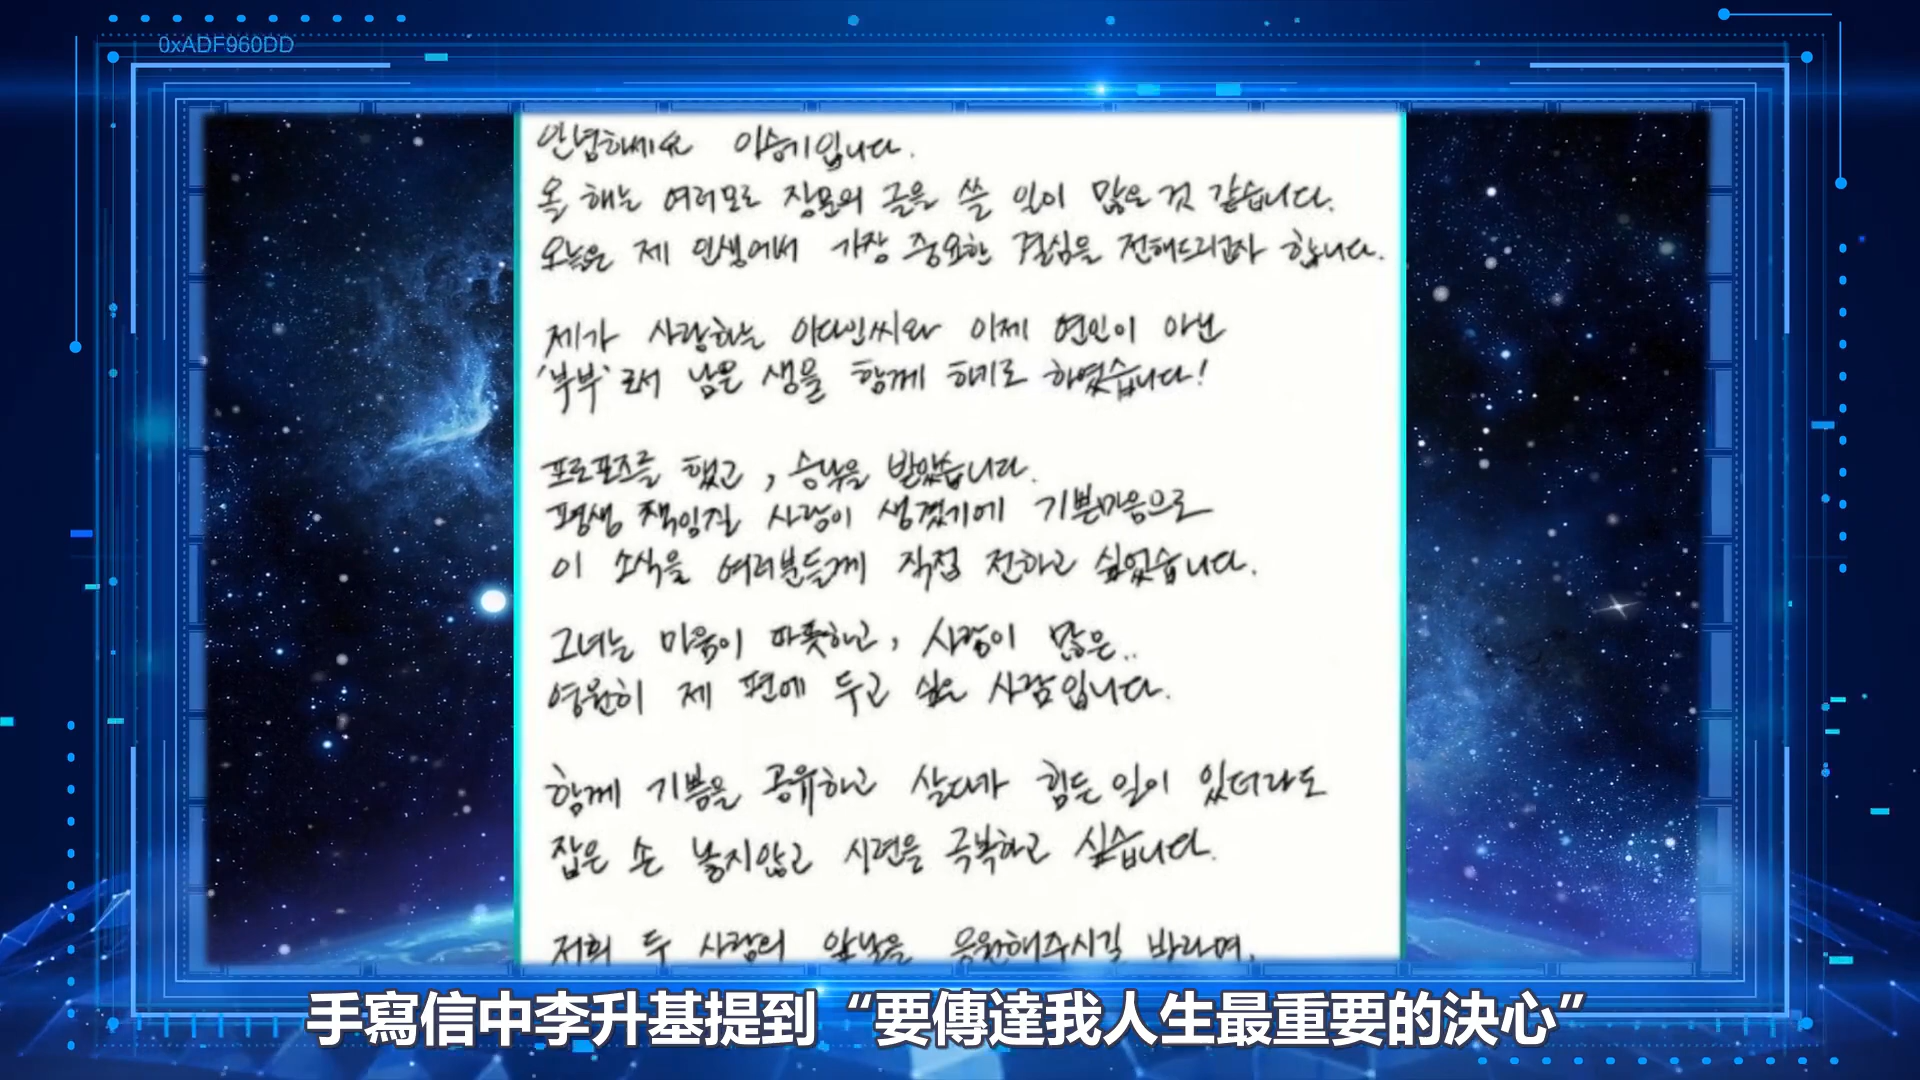 0xADF960DD
안녕하세요 이승기입니다.
올 해는 여러모로 장문의 글을 쓸 일이 많은 것 같습니다.
오늘은 제 인생에서 가장 중요한 결심을 전해드리고자 합니다.
제가 사랑하는 이다인씨와 이제 연인이 아닌
'부부'로서 남은 생을 함께 하기로 하였습니다!
프로포즈를 했고, 승낙을 받았습니다.
평생 책임질 사람이 생겼기에 기쁜마음으로
이 소식을 여러분들께 직접 전하고 싶었습니다.
그녀는 마음이 따뜻하고, 사랑이 많은..
영원히 제 편에 두고 싶은 사람입니다.
함께 기쁨을 공유하고 살다가 힘든 일이 있더라도
잡은 손 놓지않고 시련을 극복하고 싶습니다.
저희 두 사람의 앞날을 응원해주시길 바라며,
手寫信中李升基提到“要傳達我人生最重要的決心”